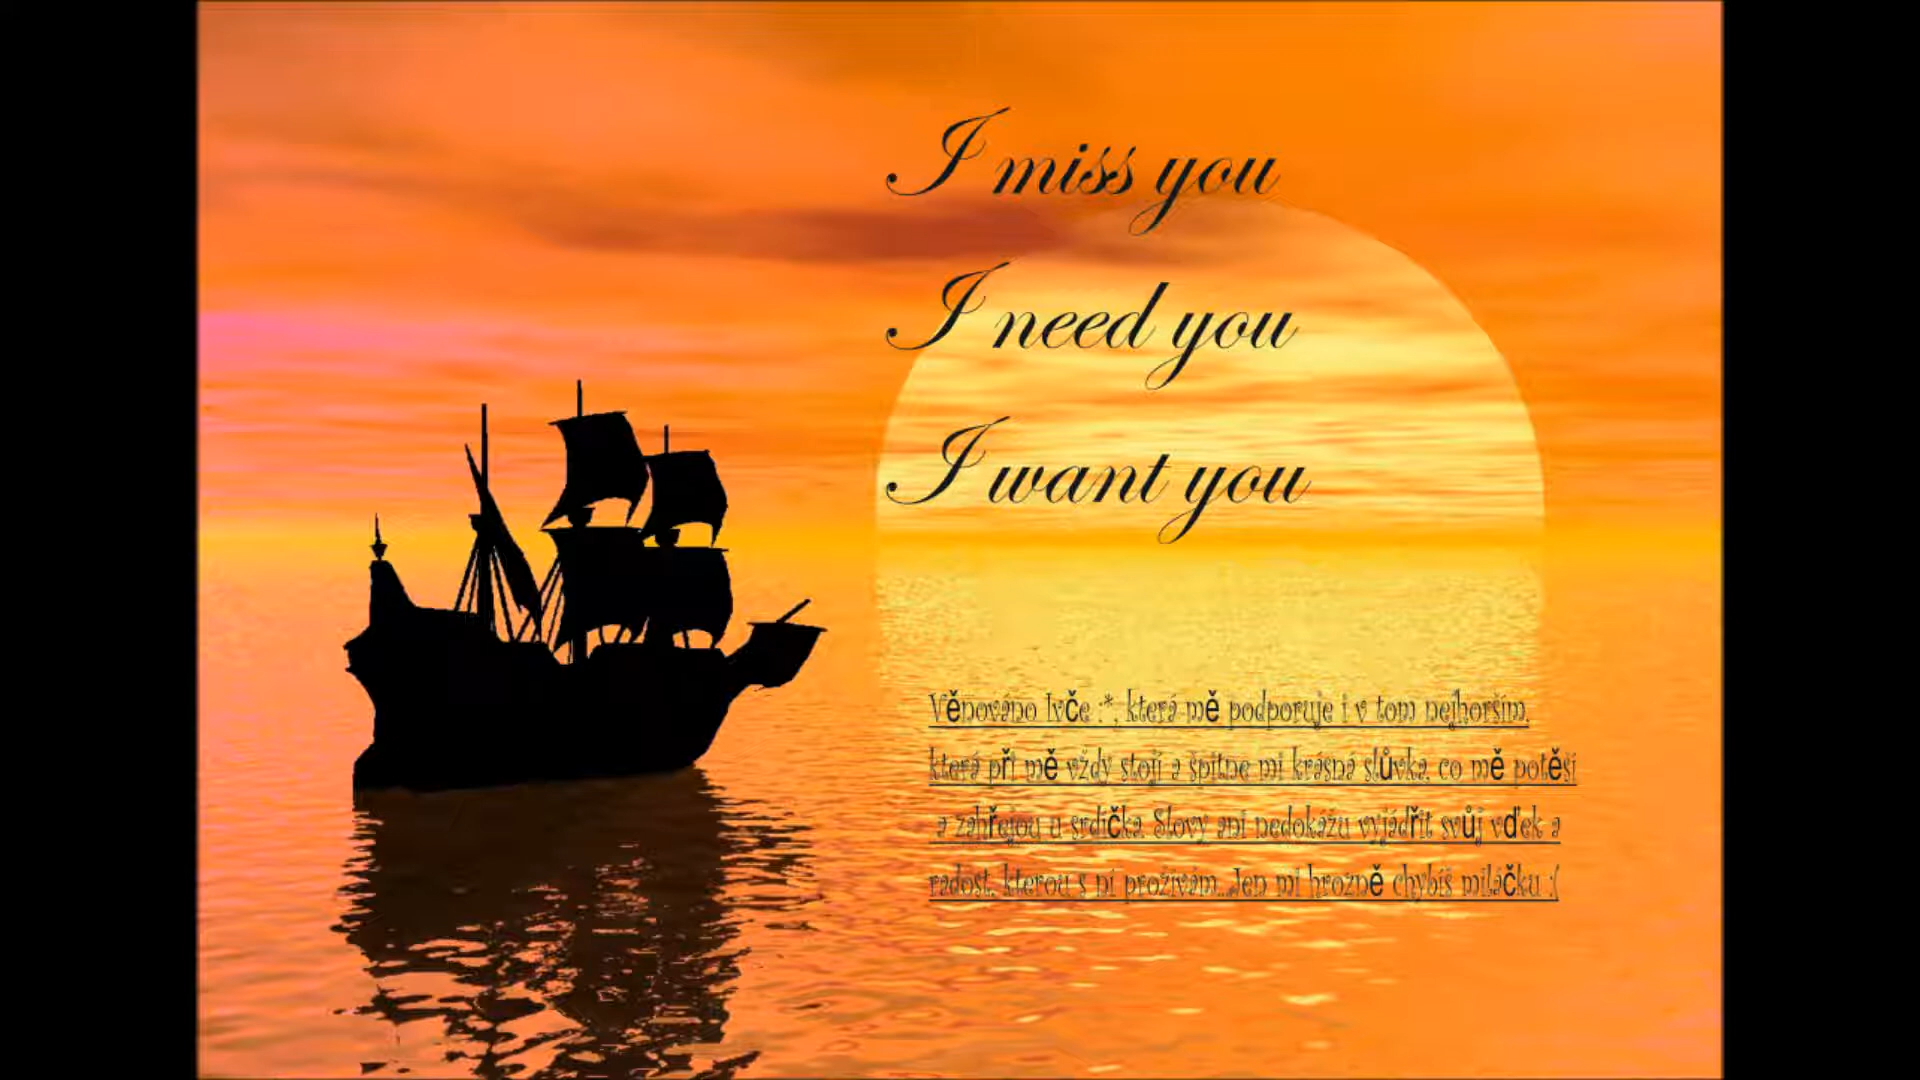 I miss you
I need you
I want you
Věnováno Ivče :*, která mě podporuje i v tom nejhorším,
která při mě vždy stojí a špitne mi krásná slůvka, co mě potěší
a zahřejou u srdíčka. Slovy ani nedokážu vyjádřit svůj vďek a
radost, kterou s ní prožívám...Jen mi hrozně chybíš miláčku :(